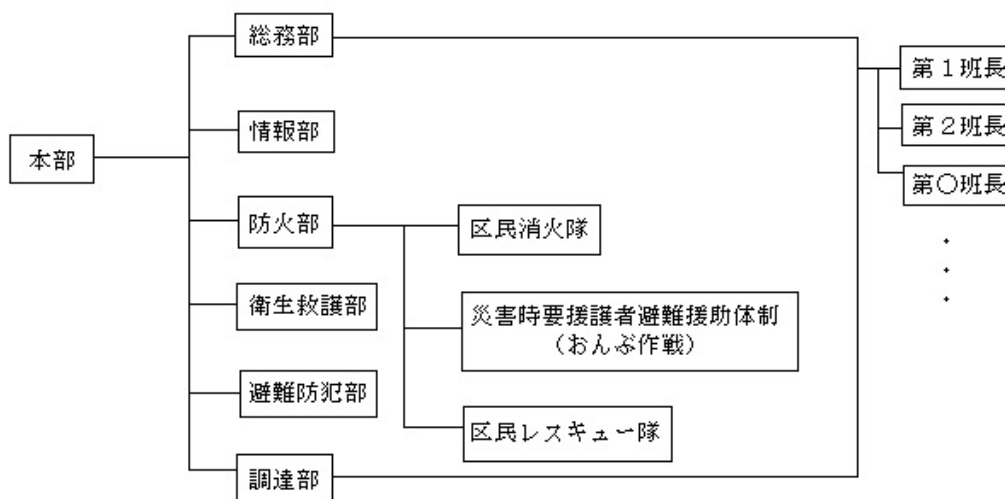 総務部
情報部
本部
防火部
衛生救護部
避難防犯部
調達部
区民消火隊
災害時要援護者避難援助体制
(おんぶ作戦)
区民レスキュー隊
第1班長
第2班長
第〇班長